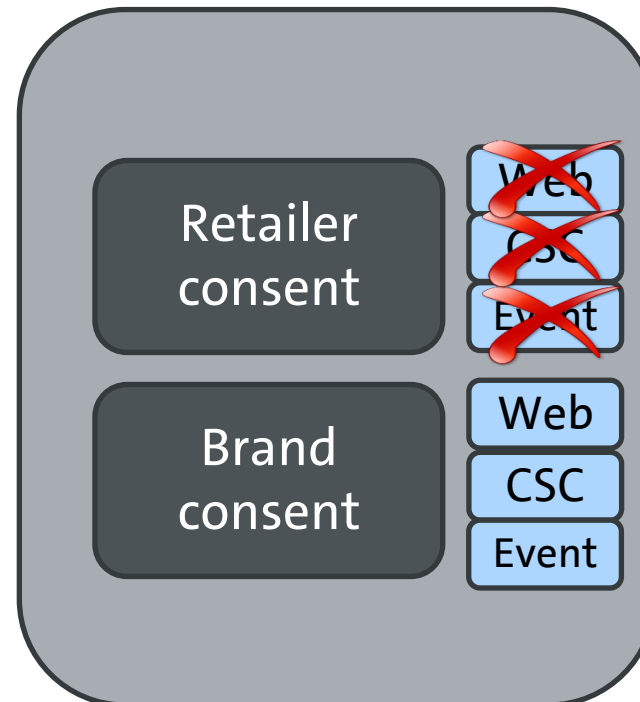 Retailer
consent
Web
CSC
Event
Brand
consent
Web
CSC
Event